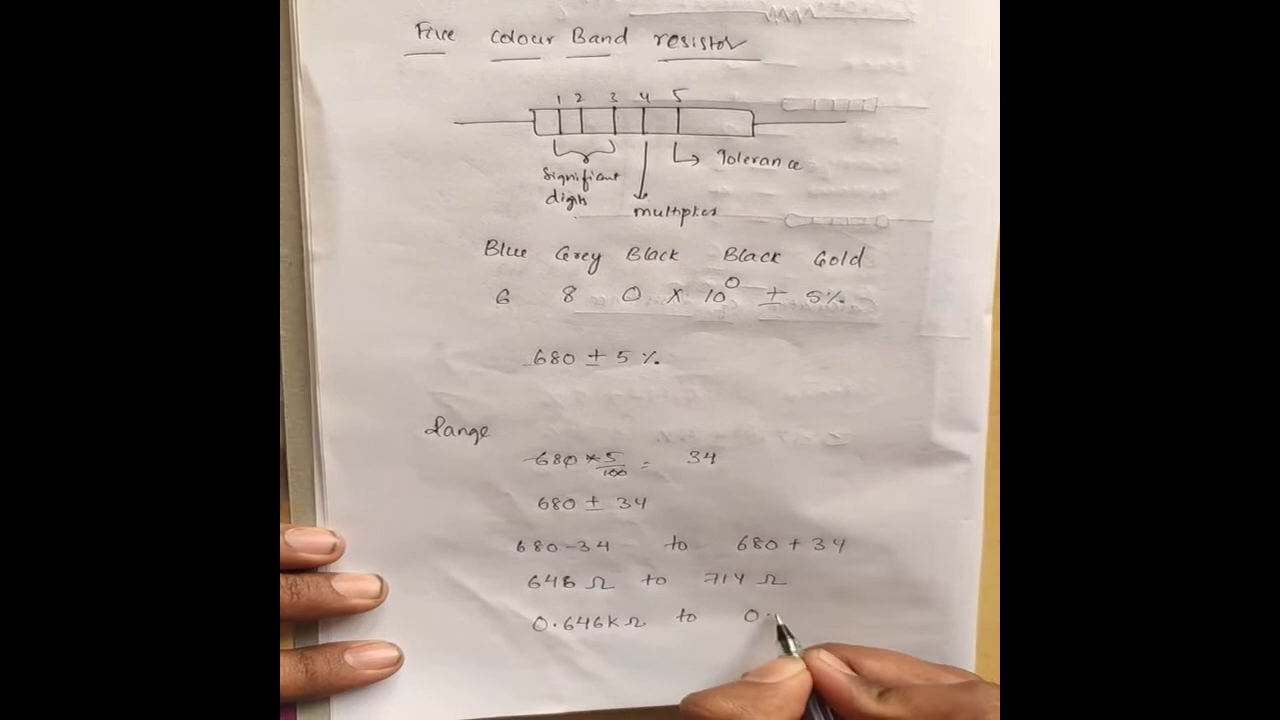 Five Colour Band resistor
1 2 3 4 5
Tolerance
Significant
digits
multiplier
Blue Grey Black Black Gold
6 8 0 x 10⁰ ± 5%
680 ± 5 %
Range
680 * 5/100 = 34
680 ± 34
680-34 to 680 + 34
646 Ω to 714 Ω
0.646k Ω to 0.